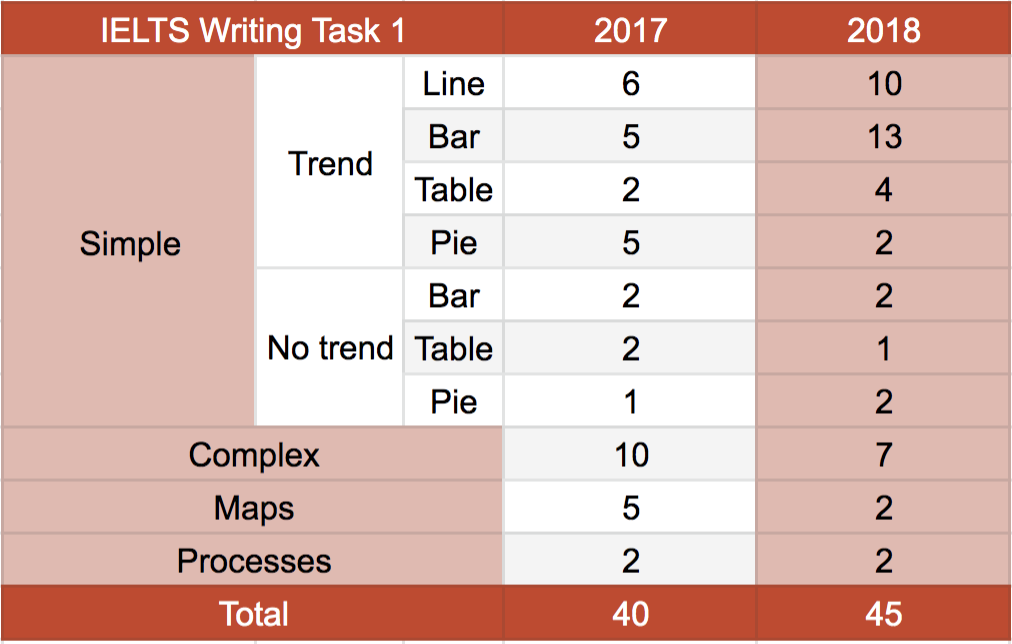 IELTS Writing Task 1 2017 2018
Simple Trend Line 6 10
Bar 5 13
Table 2 4
Pie 5 2
No trend Bar 2 2
Table 2 1
Pie 1 2
Complex 10 7
Maps 5 2
Processes 2 2
Total 40 45